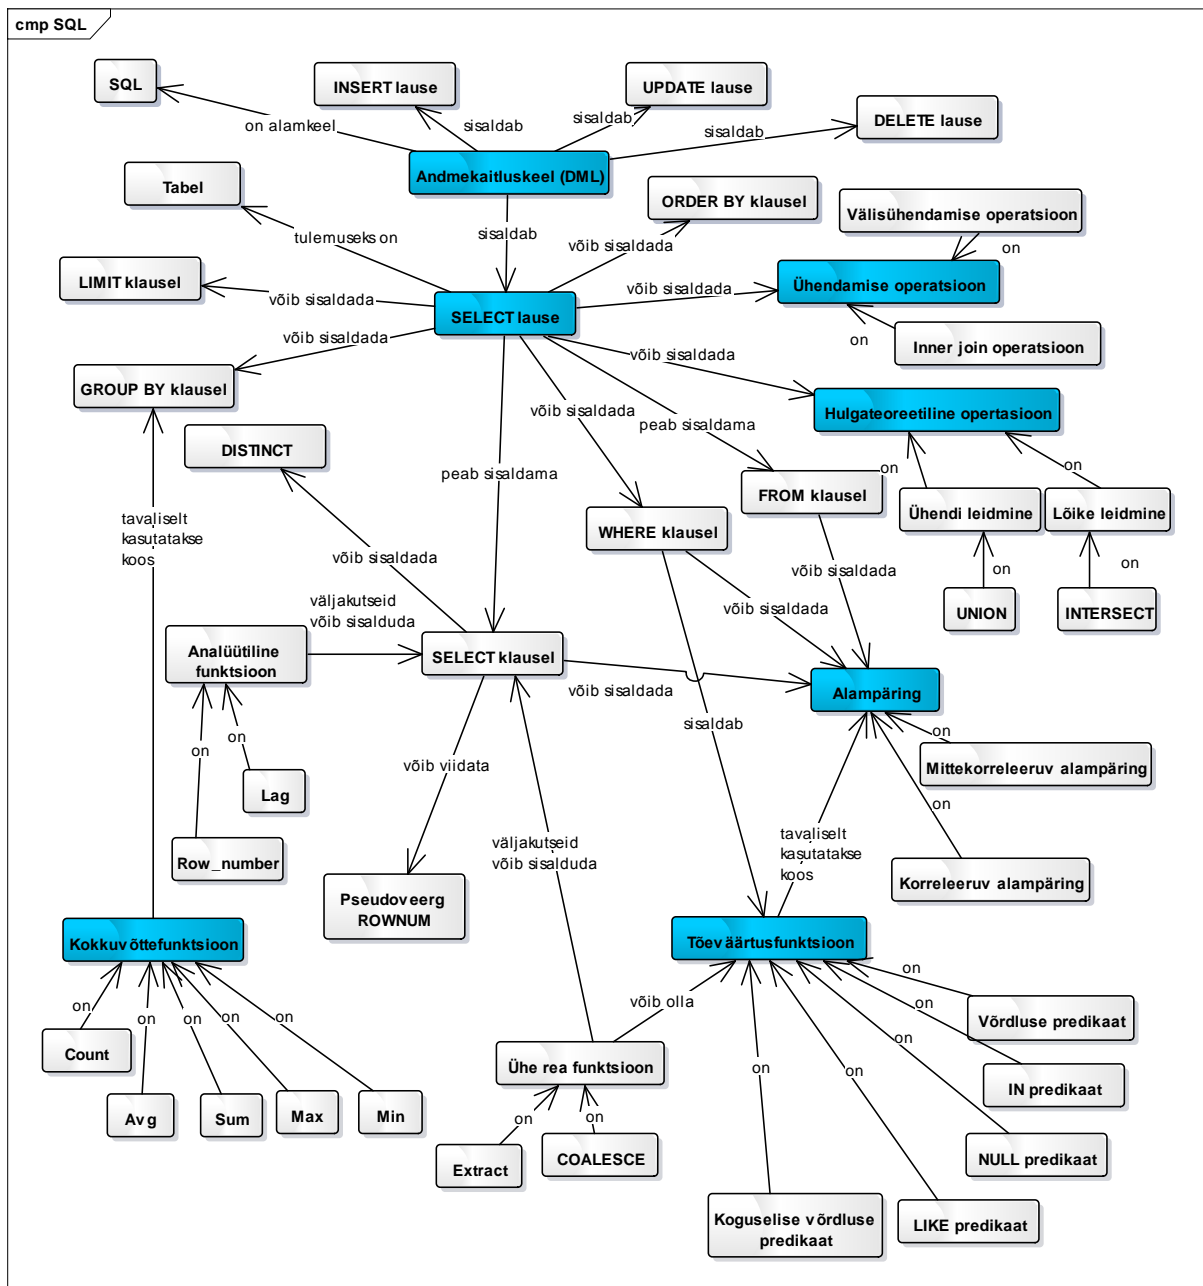 cmp SQL
SQL
INSERT lause
UPDATE lause
DELETE lause
on alamkeel
sisaldab
sisaldab
sisaldab
Andmekaitluskeel (DML)
Tabel
ORDER BY klausel
Välisühendamise operatsioon
tulemuseks on
sisaldab
võib sisaldada
on
LIMIT klausel
võib sisaldada
võib sisaldada
Ühendamise operatsioon
SELECT lause
on
Inner join operatsioon
võib sisaldada
võib sisaldada
GROUP BY klausel
võib sisaldada
peab sisaldama
Hulgateoreetiline opertasioon
DISTINCT
peab sisaldama
on
on
FROM klausel
Ühendi leidmine
Lõike leidmine
tavaliselt
kasutatakse
koos
WHERE klausel
võib sisaldada
võib sisaldada
võib sisaldada
on
on
UNION
INTERSECT
väljakutseid
võib sisalduda
Analüütiline
funktsioon
SELECT klausel
võib sisaldada
Alampäring
sisaldab
on
on
on
Mittekorreleeruv alampäring
võib viidata
Lag
on
Row_number
väljakutseid
võib sisalduda
tavaliselt
kasutatakse
koos
Korreleeruv alampäring
Pseudoveerg
ROWNUM
Kokkuvõttefunktsioon
Tõeväärtusfunktsioon
on
on
on
on
on
võib olla
on
on
on
on
on
Võrdluse predikaat
Count
Ühe rea funktsioon
IN predikaat
Avg
Sum
Max
Min
on
on
Extract
COALESCE
NULL predikaat
Koguselise võrdluse
predikaat
LIKE predikaat